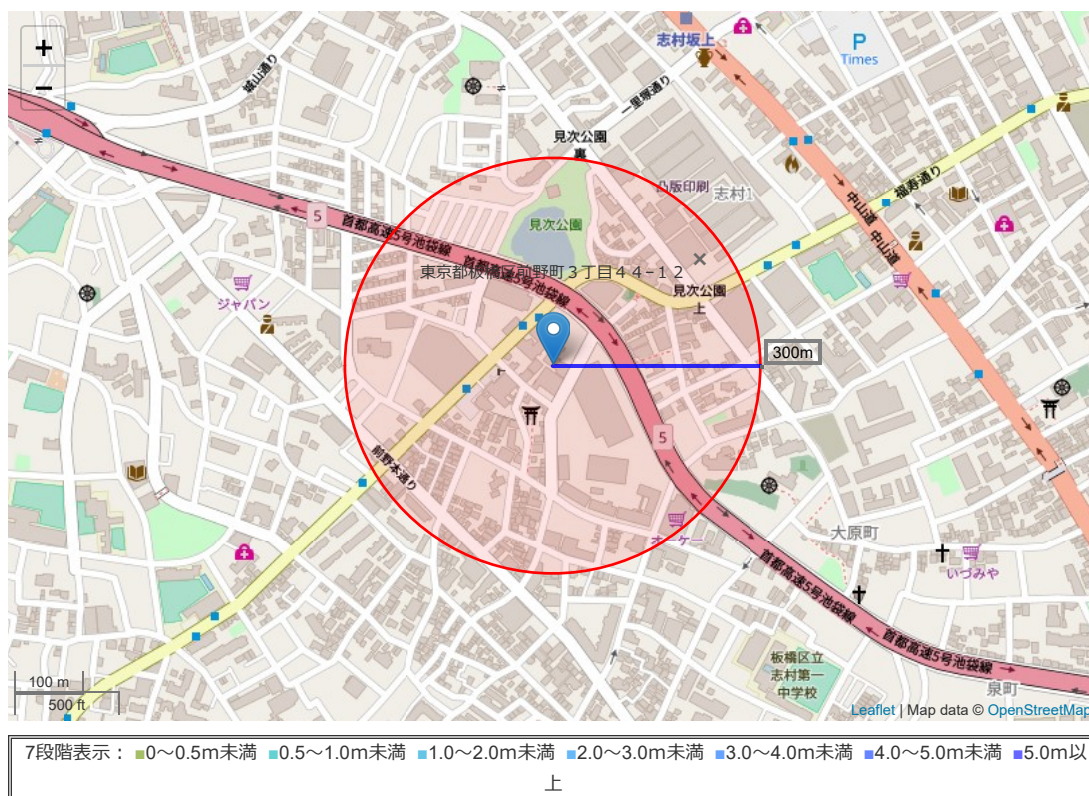 +
−
城山通り
志村坂上
P
Times
一里塚通り
見次公園
裏
凸版印刷
志村1
福寿通り
中山道
中山道
5
首都高速5号池袋線
見次公園
首都高速5号池袋線
東京都板橋区前野町3丁目44-12
見次公園
上
ジャパン
300m
5
前野本通り
オーケー
大原町
いづみや
首都高速5号池袋線
首都高速5号池袋線
板橋区立
志村第一
中学校
泉町
100 m
500 ft
Leaflet | Map data © OpenStreetMap
7段階表示：■0～0.5m未満 ■0.5～1.0m未満 ■1.0～2.0m未満 ■2.0～3.0m未満 ■3.0～4.0m未満 ■4.0～5.0m未満 ■5.0m以
上